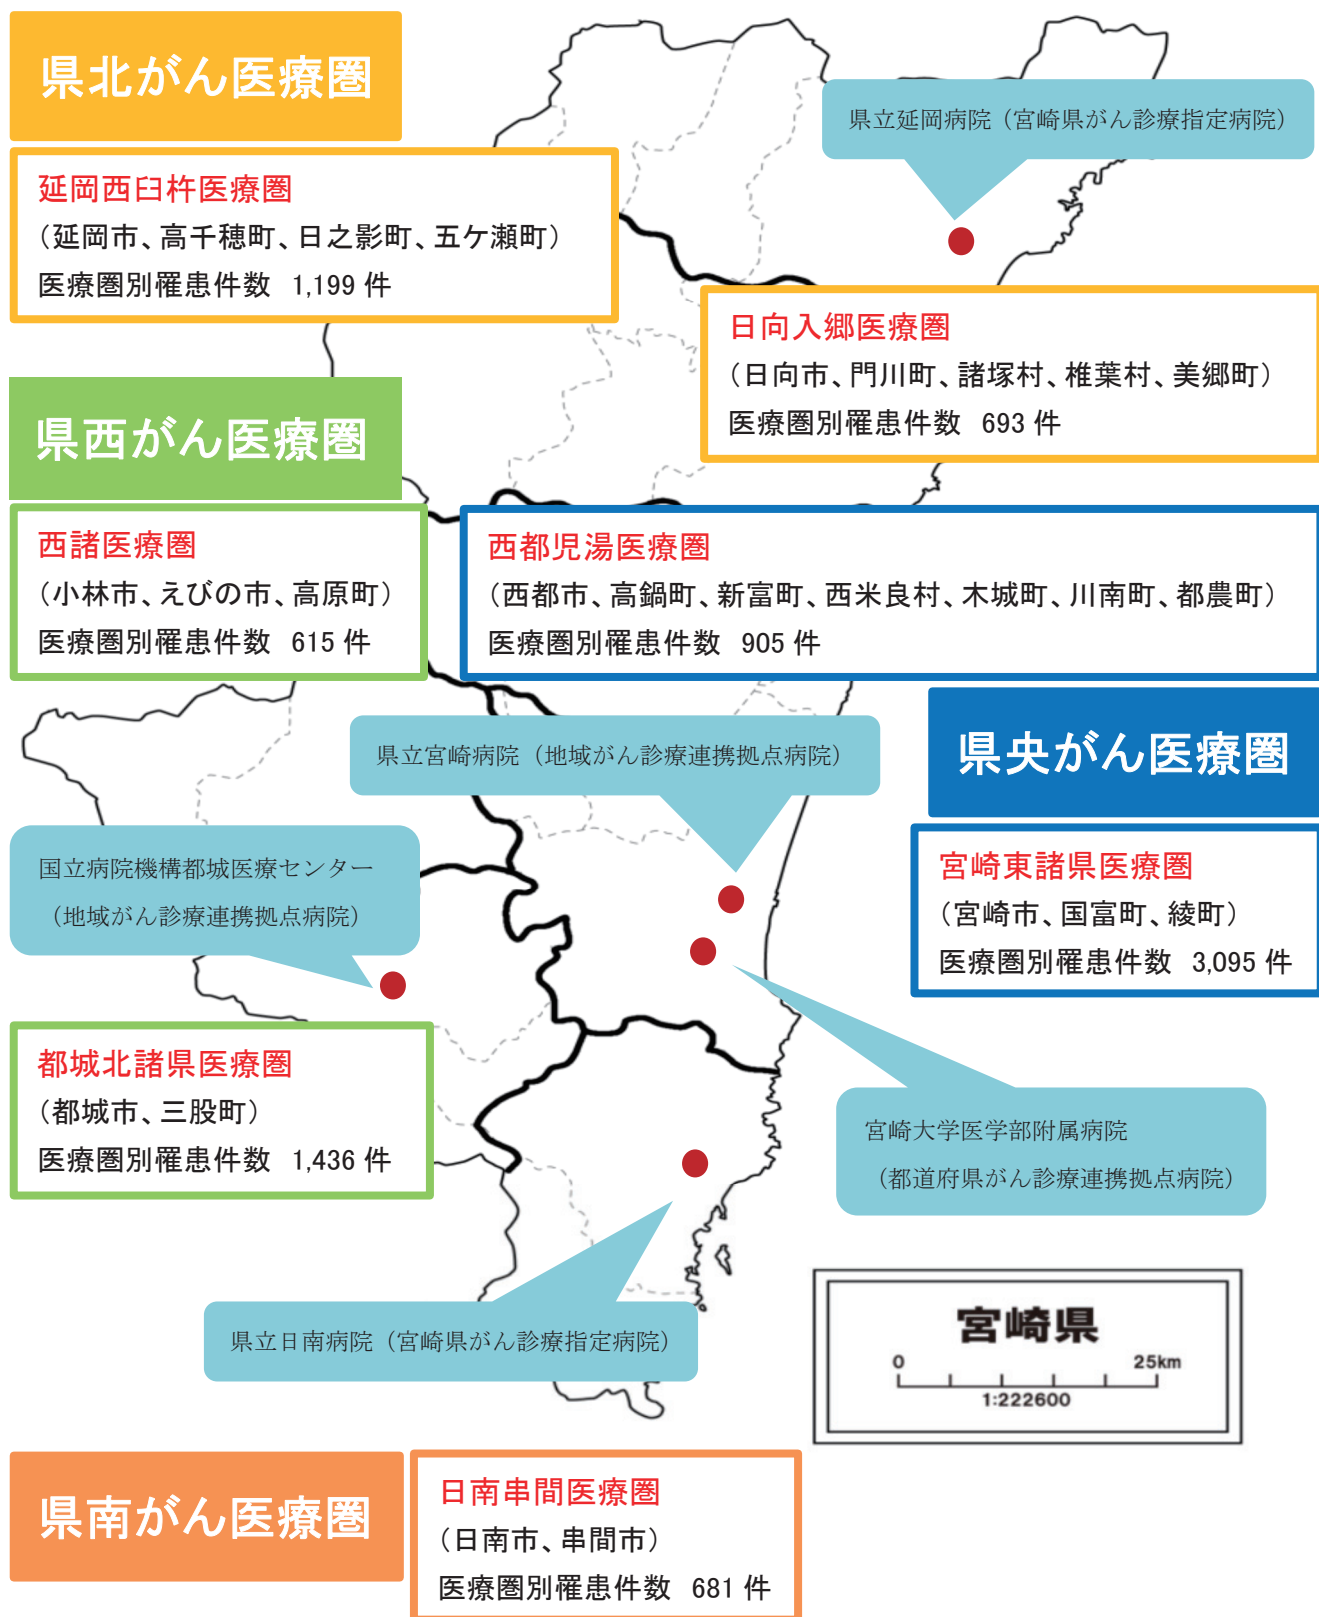 県北がん医療圏
県立延岡病院（宮崎県がん診療指定病院）
延岡西臼杵医療圏
（延岡市、高千穂町、日之影町、五ケ瀬町）
医療圏別罹患件数 1,199 件
日向入郷医療圏
（日向市、門川町、諸塚村、椎葉村、美郷町）
医療圏別罹患件数 693 件
県西がん医療圏
西諸医療圏
（小林市、えびの市、高原町）
医療圏別罹患件数 615 件
西都児湯医療圏
（西都市、高鍋町、新富町、西米良村、木城町、川南町、都農町）
医療圏別罹患件数 905 件
県立宮崎病院（地域がん診療連携拠点病院）
県央がん医療圏
国立病院機構都城医療センター
（地域がん診療連携拠点病院）
宮崎東諸県医療圏
（宮崎市、国富町、綾町）
医療圏別罹患件数 3,095 件
都城北諸県医療圏
（都城市、三股町）
医療圏別罹患件数 1,436 件
宮崎大学医学部附属病院
（都道府県がん診療連携拠点病院）
県立日南病院（宮崎県がん診療指定病院）
宮崎県
0 25km
1:222600
県南がん医療圏
日南串間医療圏
（日南市、串間市）
医療圏別罹患件数 681 件